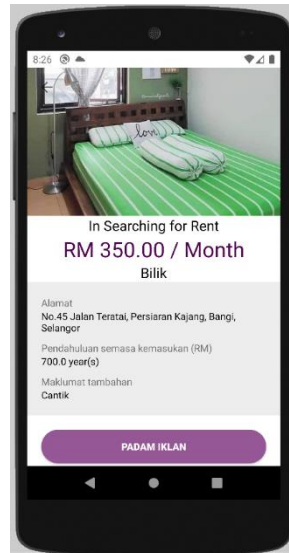 8:26
love
In Searching for Rent
RM 350.00 / Month
Bilik
Alamat
No.45 Jalan Teratai, Persiaran Kajang, Bangi,
Selangor
Pendahuluan semasa kemasukan (RM)
700.0 year(s)
Maklumat tambahan
Cantik
PADAM IKLAN